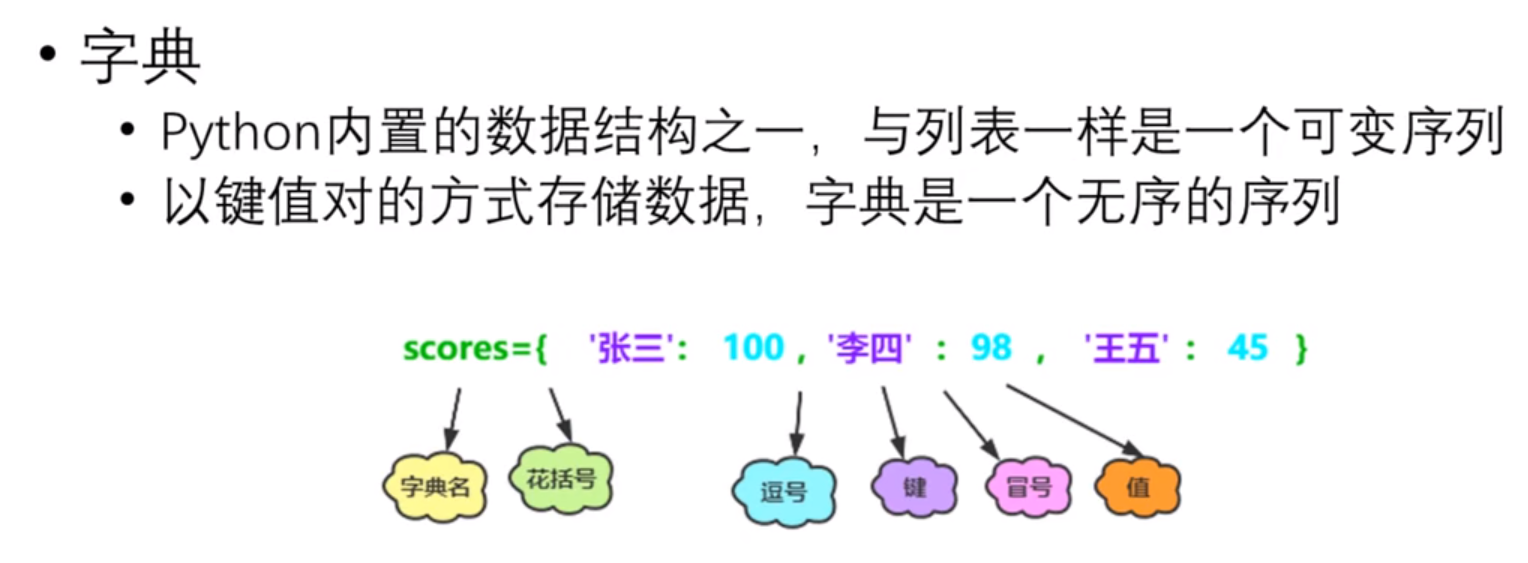 • 字典
• Python内置的数据结构之一，与列表一样是一个可变序列
• 以键值对的方式存储数据，字典是一个无序的序列
scores={ '张三': 100 , '李四' : 98 , '王五' : 45 }
字典名 花括号 逗号 键 冒号 值